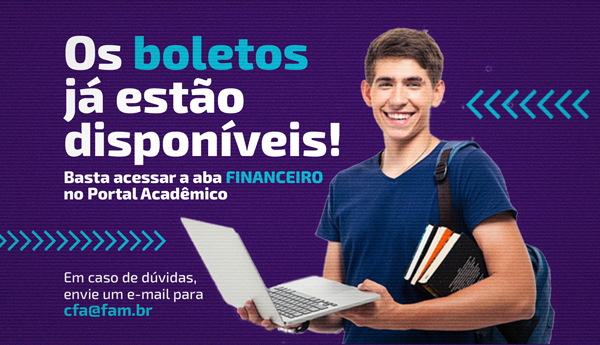 Os boletos
já estão
disponíveis!
Basta acessar a aba FINANCEIRO
no Portal Acadêmico
Em caso de dúvidas,
envie um e-mail para
cfa@fam.br